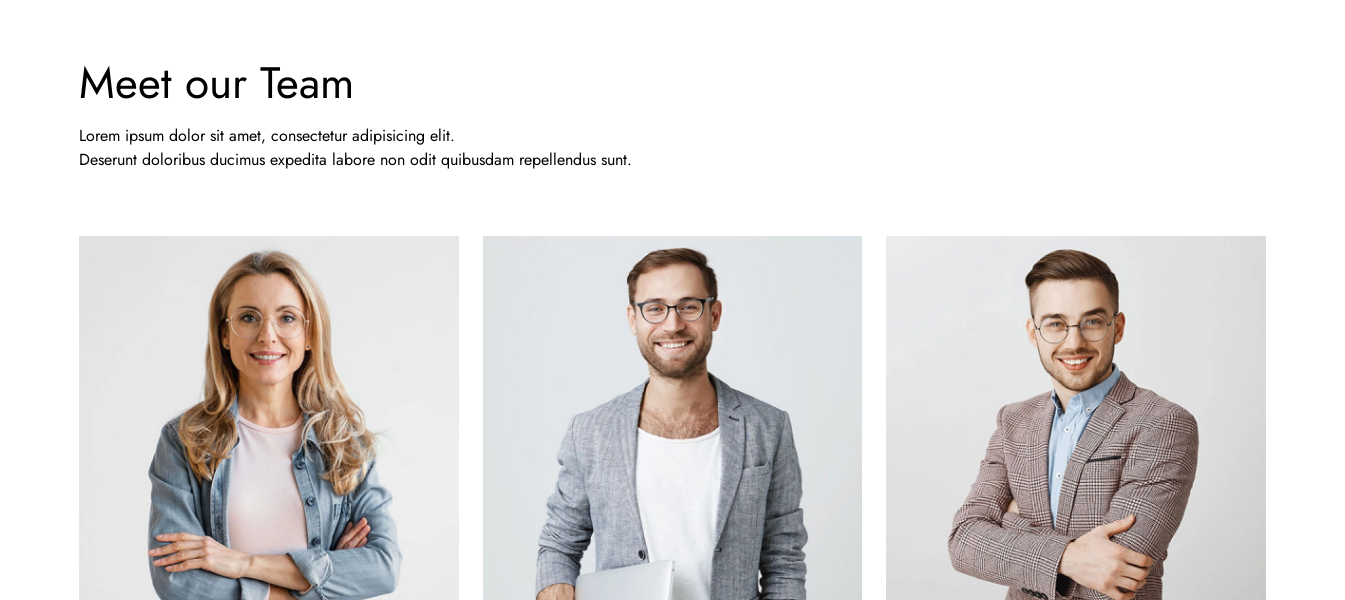 Meet our Team
Lorem ipsum dolor sit amet, consectetur adipisicing elit.
Deserunt doloribus ducimus expedita labore non odit quibusdam repellendus sunt.